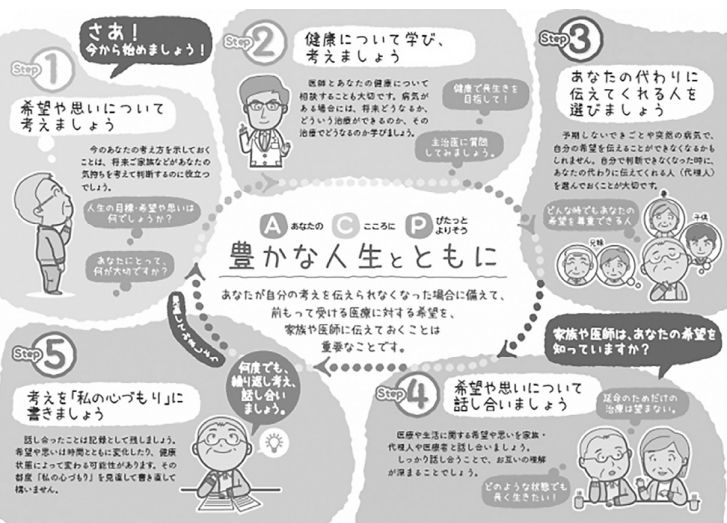 さあ！
今から始めましょう！
Step 1
希望や思いについて
考えましょう
今のあなたの考え方を示しておく
ことは、将来ご家族などがあなたの
気持ちを考えて判断するのに役立つ
でしょう。
人生の目標・希望や思いは
何でしょうか？
あなたにとって、
何が大切ですか？
Step 2
健康について学び、
考えましょう
医師とあなたの健康について
相談することも大切です。病気が
ある場合には、将来どうなるか、
どういう治療ができるのか、その
治療でどうなるのか学びましょう。
健康で長生きを
目指して！
主治医に質問
してみましょう。
Step 3
あなたの代わりに
伝えてくれる人を
選びましょう
予期しないできごとや突然の病気で、
自分の希望を伝えることができなくなるかも
しれません。自分で判断できなくなった時に、
あなたの代わりに伝えてくれる人（代理人）
を選んでおくことが大切です。
どんな時でもあなたの
希望を尊重できる人
妻
子供
兄妹
A あなたの C こころに P ぴたっと
よりそう
豊かな人生とともに
あなたが自分の考えを伝えられなくなった場合に備えて、
前もって受ける医療に対する希望を、
家族や医師に伝えておくことは
重要なことです。
家族や医師は、あなたの希望を
知っていますか？
Step 4
希望や思いについて
話し合いましょう
医療や生活に関する希望や思いを家族・
代理人や医療者と話し合いましょう。
しっかり話し合うことで、お互いの理解
が深まることでしょう。
延命のためだけの
治療は望まない。
どのような状態でも
長く生きたい！
Step 5
考えを「私の心づもり」に
書きましょう
話し合ったことは記録として残しましょう。
希望や思いは時間とともに変化したり、健康
状態によって変わる可能性があります。その
都度「私の心づもり」を見直して書き直して
構いません。
何度でも、
繰り返し考え、
話し合い
ましょう。
見直してみましょう